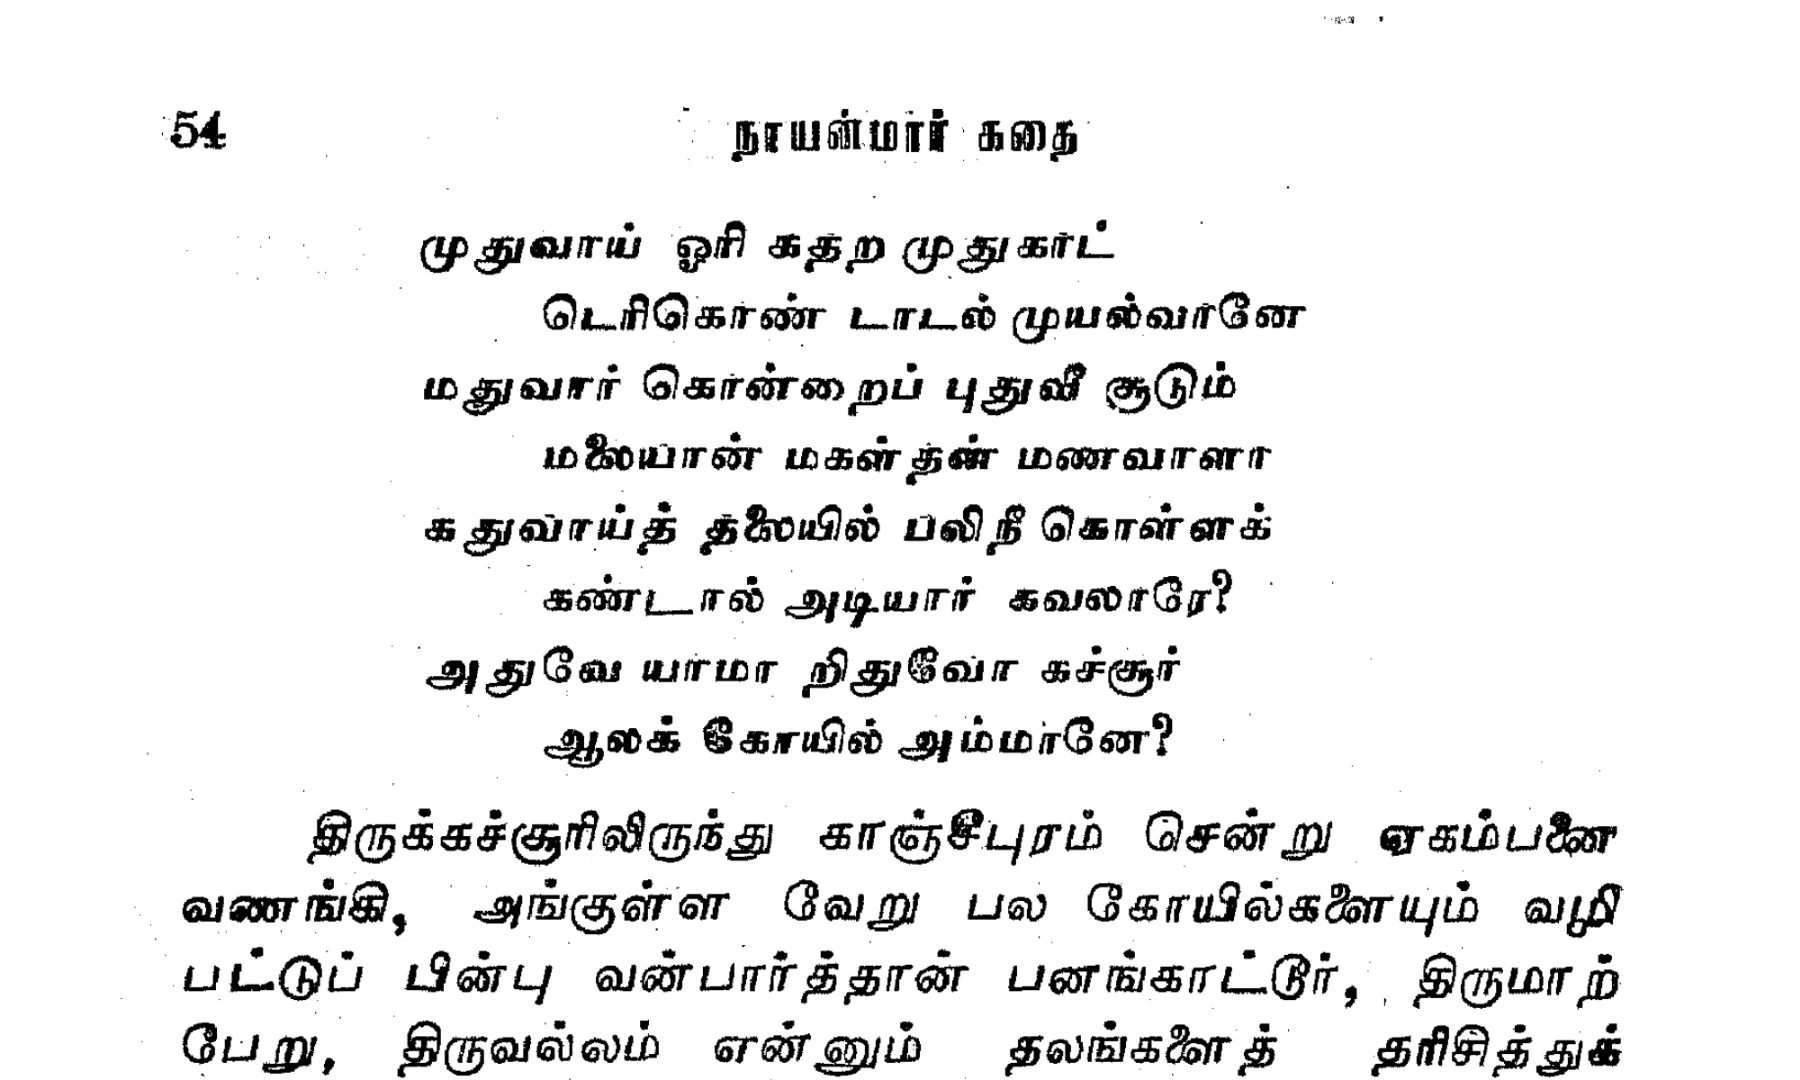 54
நாயன்மார் கதை
முதுவாய் ஓரி கதற முதுகாட்
டெரிகொண் டாடல் முயல்வானே
மதுவார் கொன்றைப் புதுவீ சூடும்
மலையான் மகள்தன் மணவாளா
கதுவாய்த் தலையில் பலிநீ கொள்ளக்
கண்டால் அடியார் கவலாரே?
அதுவே யாமா றிதுவோ கச்சூர்
ஆலக் கோயில் அம்மானே?
திருக்கச்சூரிலிருந்து காஞ்சீபுரம் சென்று ஏகம்பனை
வணங்கி, அங்குள்ள வேறு பல கோயில்களையும் வழி
பட்டுப் பின்பு வன்பார்த்தான் பனங்காட்டூர், திருமாற்
பேறு, திருவல்லம் என்னும் தலங்களைத் தரிசித்துக்